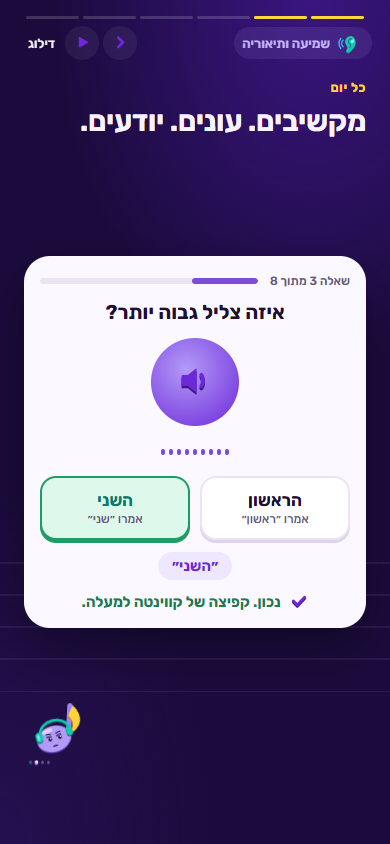 שמיעה ותיאוריה
דילוג
כל יום
מקשיבים. עונים. יודעים.
שאלה 3 מתוך 8
איזה צליל גבוה יותר?
הראשון
אמרו ״ראשון״
השני
אמרו ״שני״
״השני״
נכון. קפיצה של קווינטה למעלה.